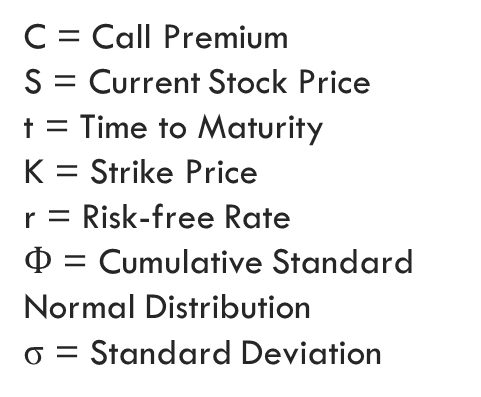 C = Call Premium
S = Current Stock Price
t = Time to Maturity
K = Strike Price
r = Risk-free Rate
Φ = Cumulative Standard
Normal Distribution
σ = Standard Deviation